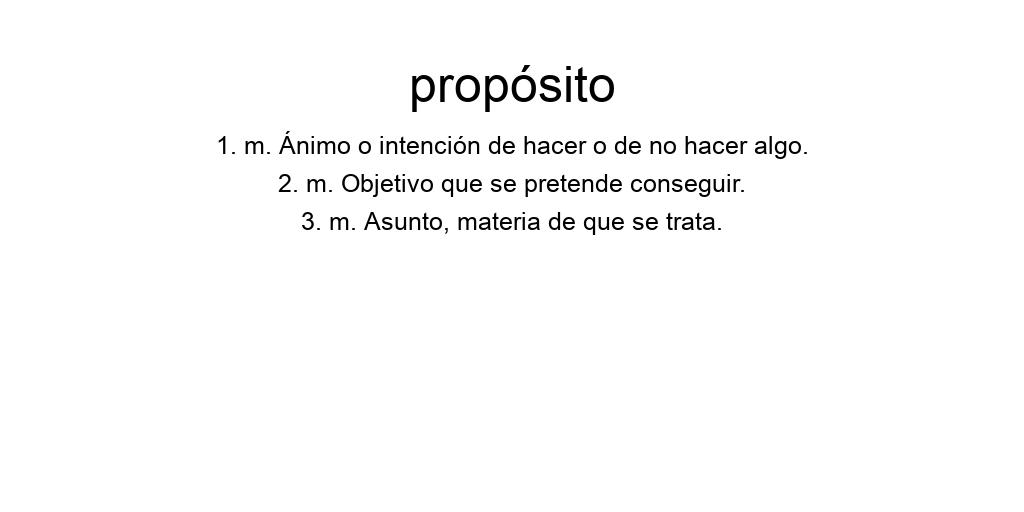 propósito
1. m. Ánimo o intención de hacer o de no hacer algo.
2. m. Objetivo que se pretende conseguir.
3. m. Asunto, materia de que se trata.